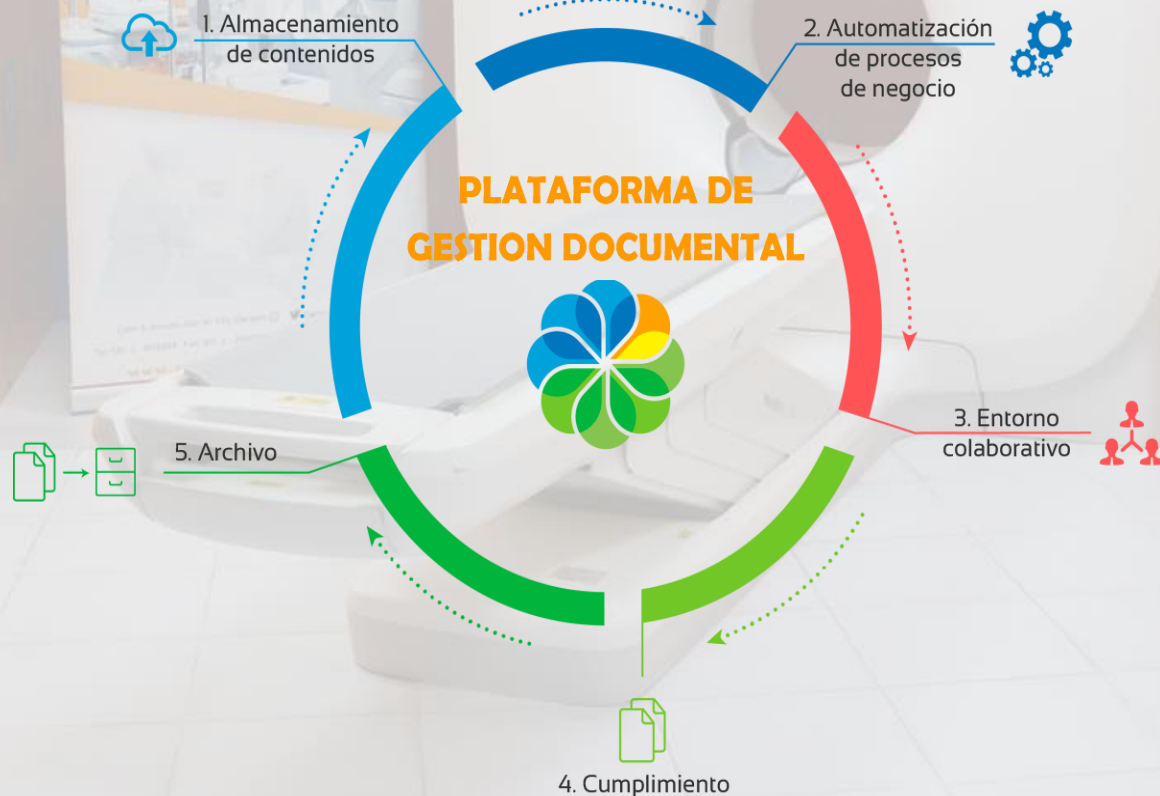 1. Almacenamiento
de contenidos
2. Automatización
de procesos
de negocio
PLATAFORMA DE
GESTION DOCUMENTAL
3. Entorno
colaborativo
5. Archivo
4. Cumplimiento